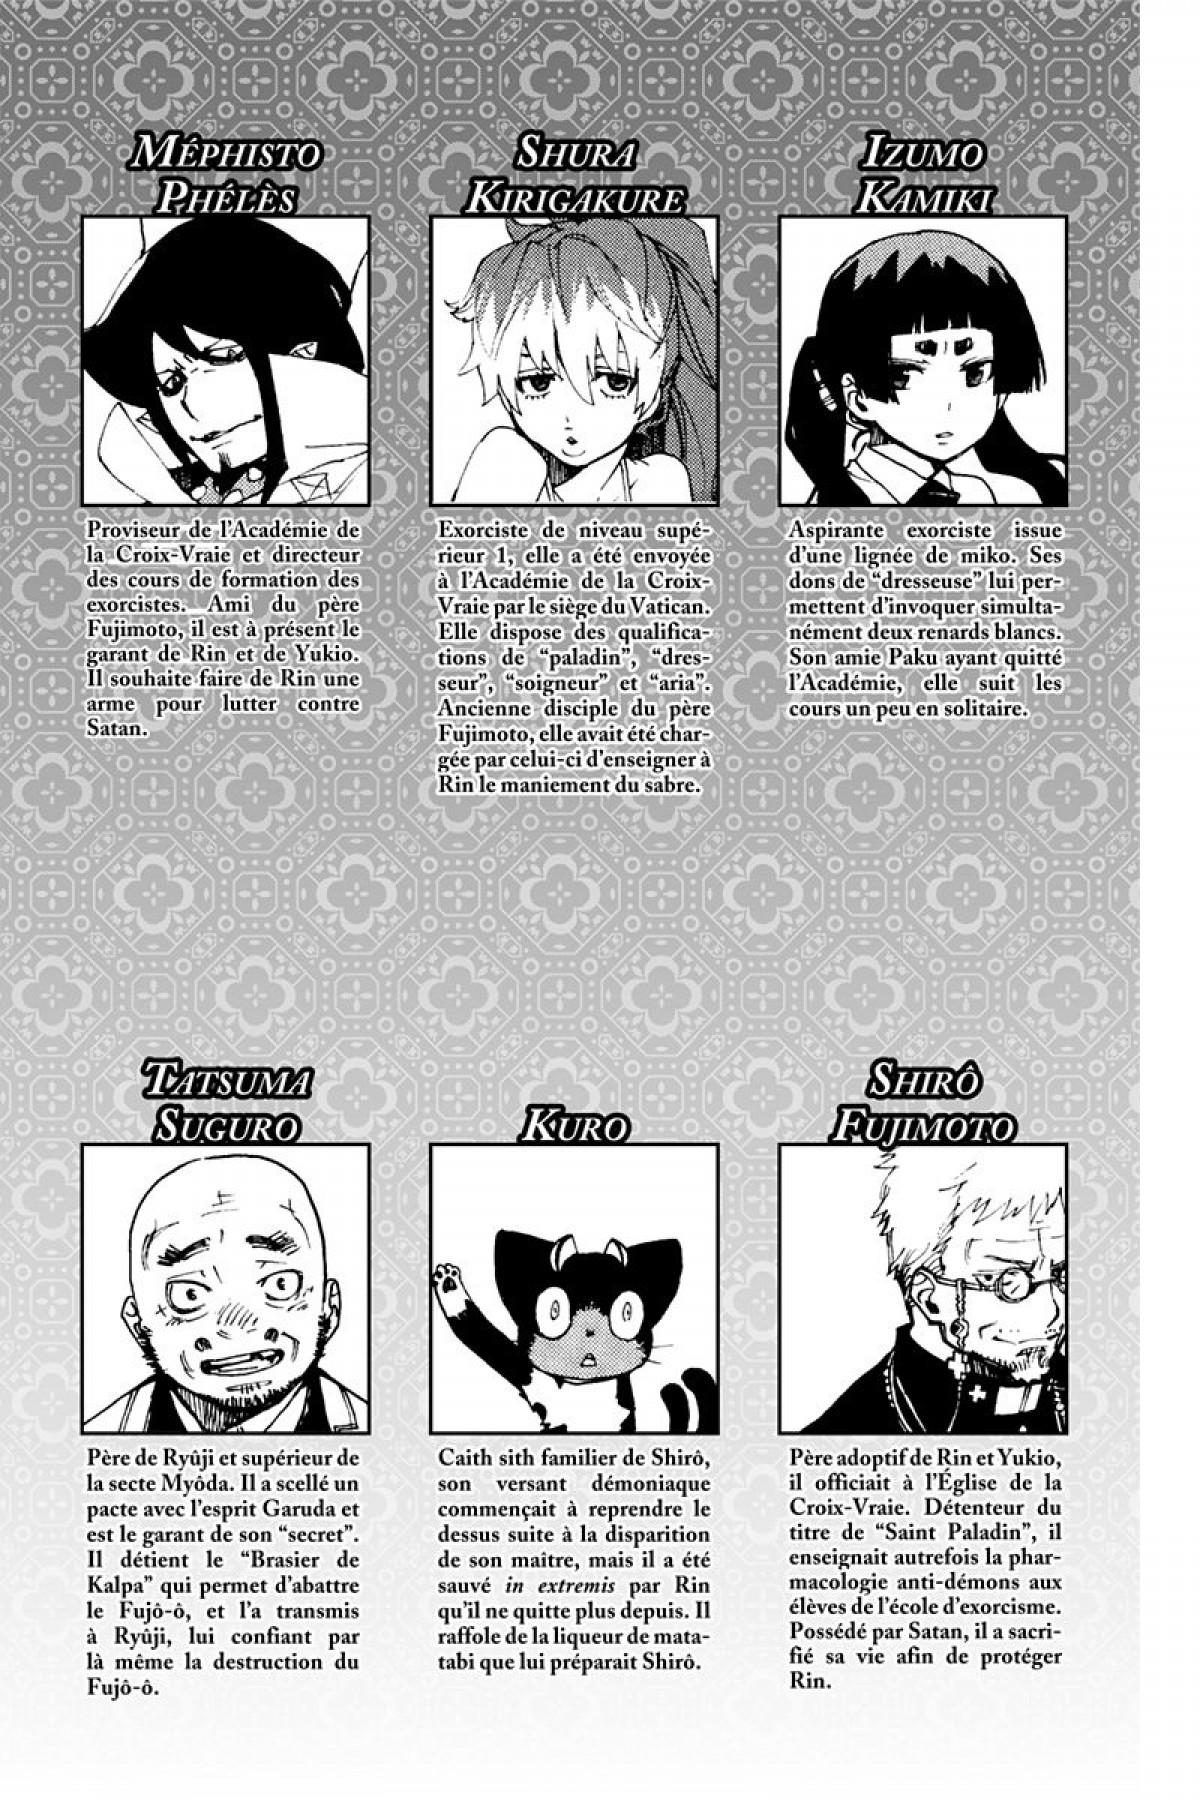 MÉPHISTO
PHÉLÈS
Proviseur de l'Académie de
la Croix-Vraie et directeur
des cours de formation des
exorcistes. Ami du père
Fujimoto, il est à présent le
garant de Rin et de Yukio.
Il souhaite faire de Rin une
arme pour lutter contre
Satan.
SHURA
KIRIGAKURE
Exorciste de niveau supé-
rieur 1, elle a été envoyée
à l'Académie de la Croix-
Vraie par le siège du Vatican.
Elle dispose des qualifica-
tions de “paladin”, “dres-
seur”, “soigneur” et “aria”.
Ancienne disciple du père
Fujimoto, elle avait été char-
gée par celui-ci d'enseigner à
Rin le maniement du sabre.
IZUMO
KAMIKI
Aspirante exorciste issue
d'une lignée de miko. Ses
dons de “dresseuse” lui per-
mettent d'invoquer simulta-
nément deux renards blancs.
Son amie Paku ayant quitté
l'Académie, elle suit les
cours un peu en solitaire.
TATSUMA
SUGURO
Père de Ryûji et supérieur de
la secte Myôda. Il a scellé un
pacte avec l'esprit Garuda et
est le garant de son “secret”.
Il détient le “Brasier de
Kalpa” qui permet d'abattre
le Fujô-ô, et l'a transmis
à Ryûji, lui confiant par
là même la destruction du
Fujô-ô.
KURO
Caith sith familier de Shirô,
son versant démoniaque
commençait à reprendre le
dessus suite à la disparition
de son maître, mais il a été
sauvé in extremis par Rin
qu'il ne quitte plus depuis. Il
raffole de la liqueur de mata-
tabi que lui préparait Shirô.
SHIRÔ
FUJIMOTO
Père adoptif de Rin et Yukio,
il officiait à l'Église de la
Croix-Vraie. Détenteur du
titre de “Saint Paladin”, il
enseignait autrefois la phar-
macologie anti-démons aux
élèves de l'école d'exorcisme.
Possédé par Satan, il a sacri-
fié sa vie afin de protéger
Rin.